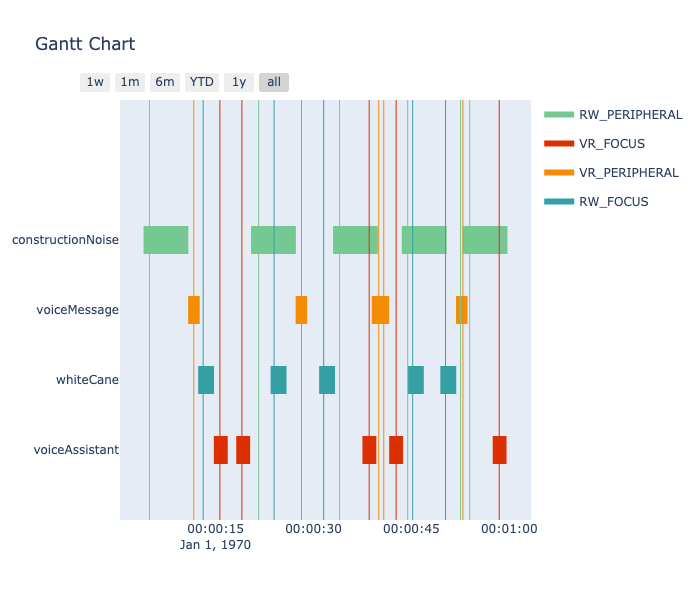 Gantt Chart
1w 1m 6m YTD 1y all
RW_PERIPHERAL
VR_FOCUS
VR_PERIPHERAL
RW_FOCUS
constructionNoise
voiceMessage
whiteCane
voiceAssistant
00:00:15 00:00:30 00:00:45 00:01:00
Jan 1, 1970